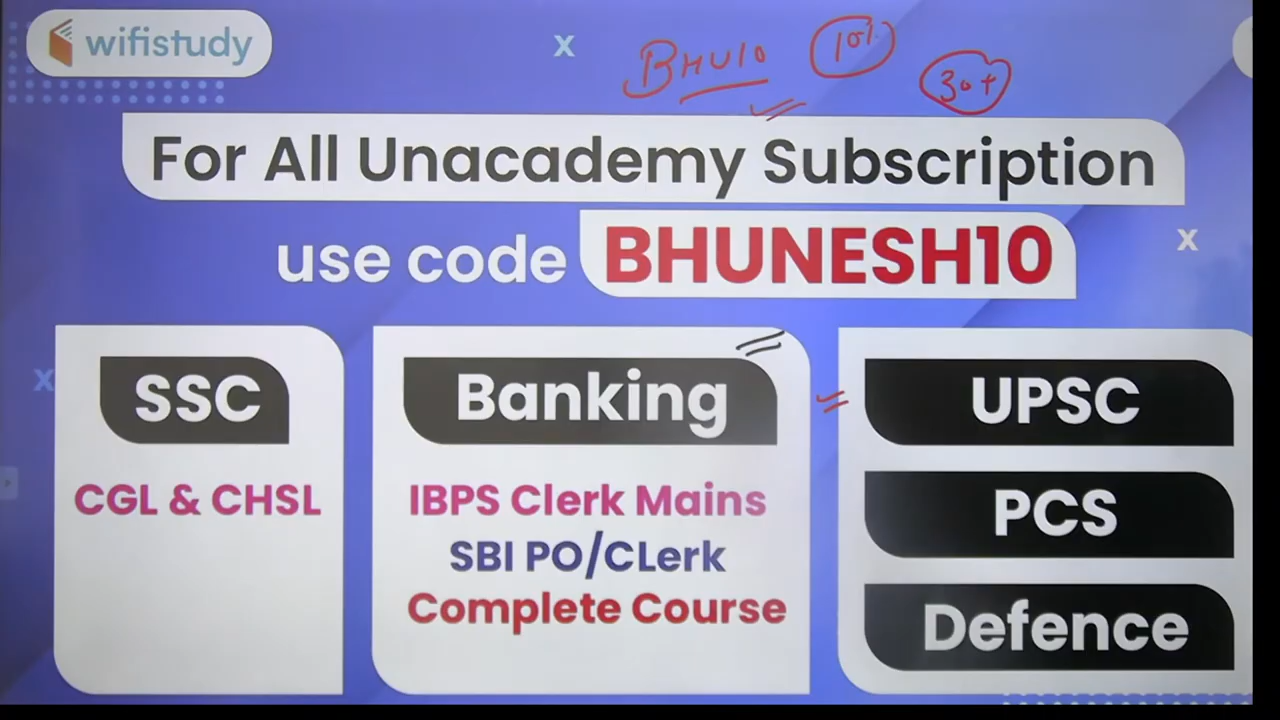 wifistudy
BHU10 10% 30+
For All Unacademy Subscription
use code BHUNESH10
SSC
CGL & CHSL
Banking
IBPS Clerk Mains
SBI PO/CLerk
Complete Course
UPSC
PCS
Defence